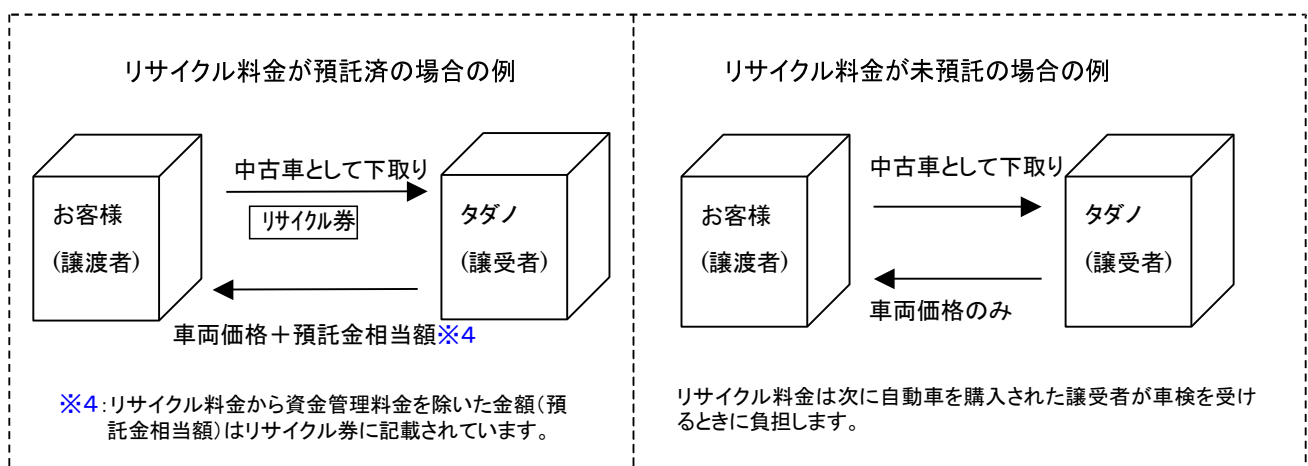 リサイクル料金が預託済の場合の例
中古車として下取り
お客様
(譲渡者)
リサイクル券
タダノ
(譲受者)
車両価格＋預託金相当額※４
※４：リサイクル料金から資金管理料金を除いた金額（預
託金相当額）はリサイクル券に記載されています。
リサイクル料金が未預託の場合の例
中古車として下取り
お客様
(譲渡者)
タダノ
(譲受者)
車両価格のみ
リサイクル料金は次に自動車を購入された譲受者が車検を受け
るときに負担します。